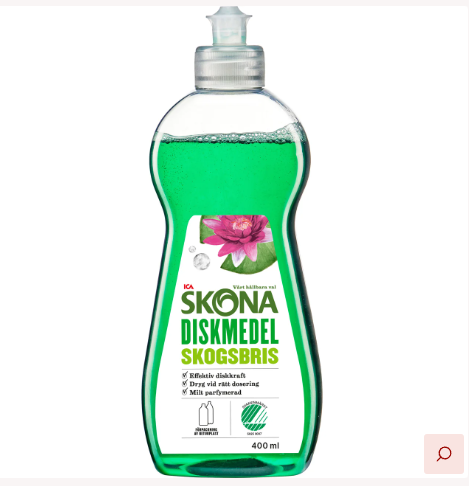 ICA
Vårt hållbara val
SKONA
DISKMEDEL
SKOGSBRIS
Effektiv diskkraft
Dryg vid rätt dosering
Milt parfymerad
400 ml